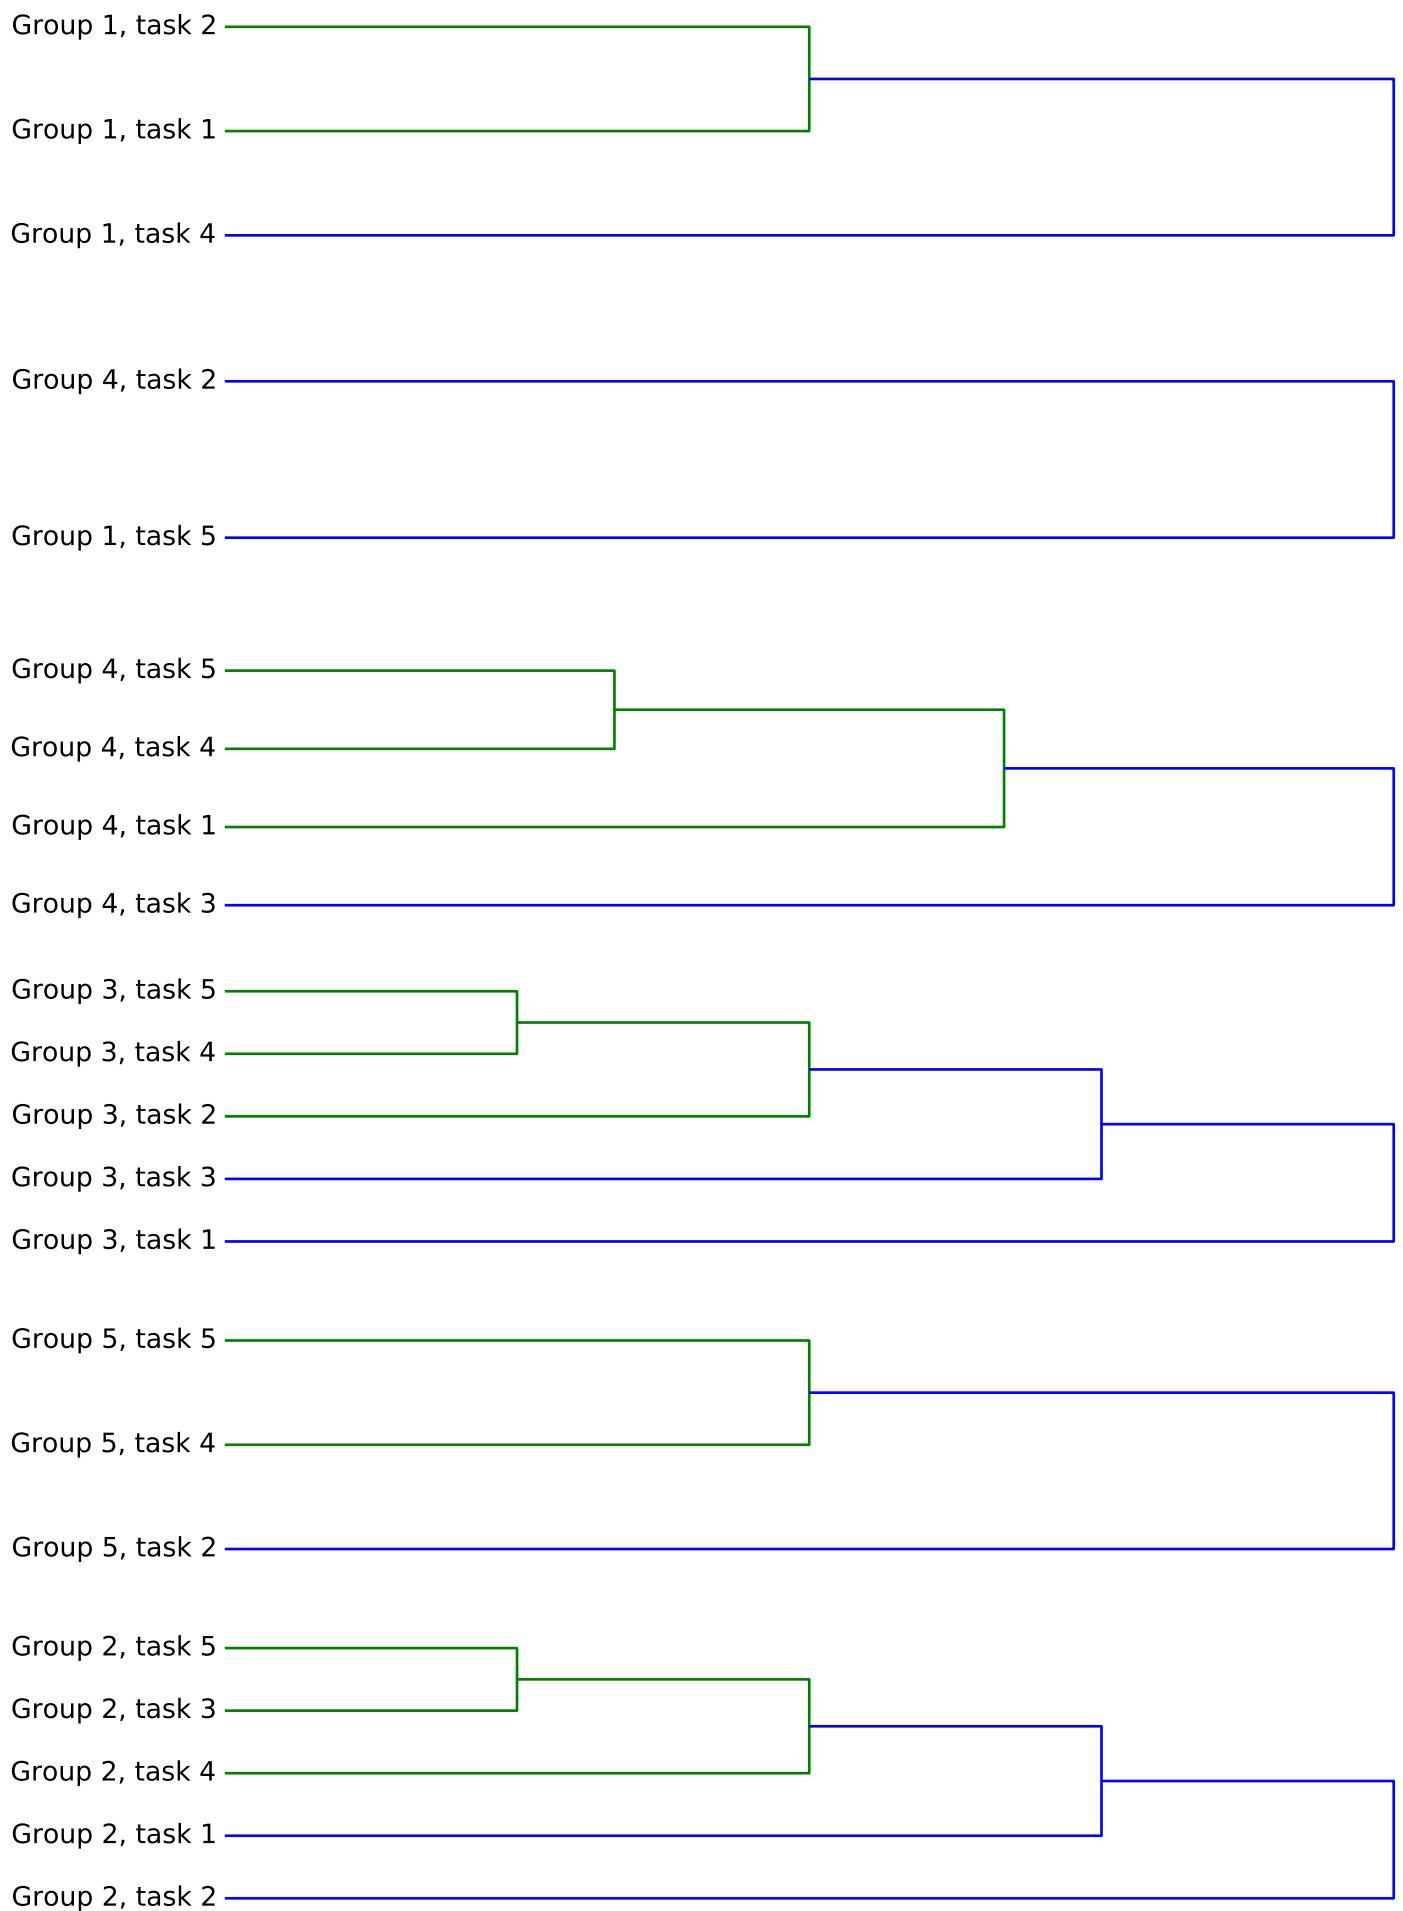 Group 1, task 2
Group 1, task 1
Group 1, task 4
Group 4, task 2
Group 1, task 5
Group 4, task 5
Group 4, task 4
Group 4, task 1
Group 4, task 3
Group 3, task 5
Group 3, task 4
Group 3, task 2
Group 3, task 3
Group 3, task 1
Group 5, task 5
Group 5, task 4
Group 5, task 2
Group 2, task 5
Group 2, task 3
Group 2, task 4
Group 2, task 1
Group 2, task 2